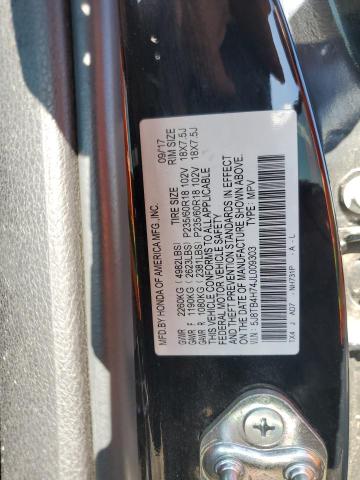 MFD.BY HONDA OF AMERICA MFG.,INC. 09/17
TIRE SIZE RIM SIZE
GVWR 2260KG ( 4982LBS)
GAWR F 1190KG ( 2623LBS) P235/60R18 102V 18X7.5J
GAWR R 1080KG ( 2381LBS) P235/60R18 102V 18X7.5J
THIS VEHICLE CONFORMS TO ALL APPLICABLE
FEDERAL MOTOR VEHICLE SAFETY
AND THEFT PREVENTION STANDARDS IN EFFECT
ON THE DATE OF MANUFACTURE SHOWN ABOVE.
V.I.N: 5J8TB4H74JL009303 TYPE: MPV
TX4 J A07 NH731P A - L